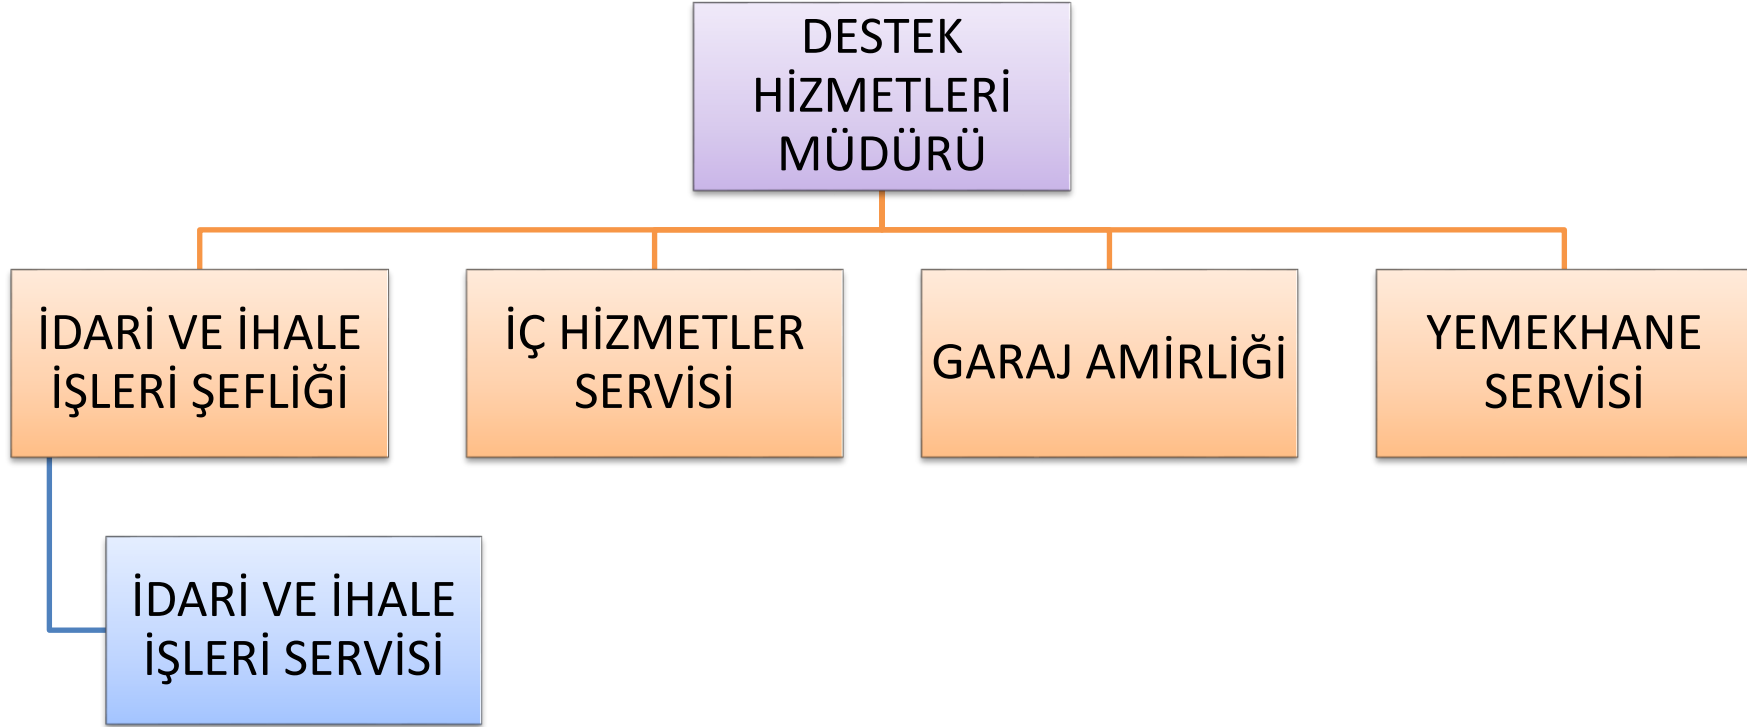 DESTEK
HİZMETLERİ
MÜDÜRÜ
İDARİ VE İHALE
İŞLERİ ŞEFLİĞİ
İÇ HİZMETLER
SERVİSİ
GARAJ AMİRLİĞİ
YEMEKHANE
SERVİSİ
İDARİ VE İHALE
İŞLERİ SERVİSİ